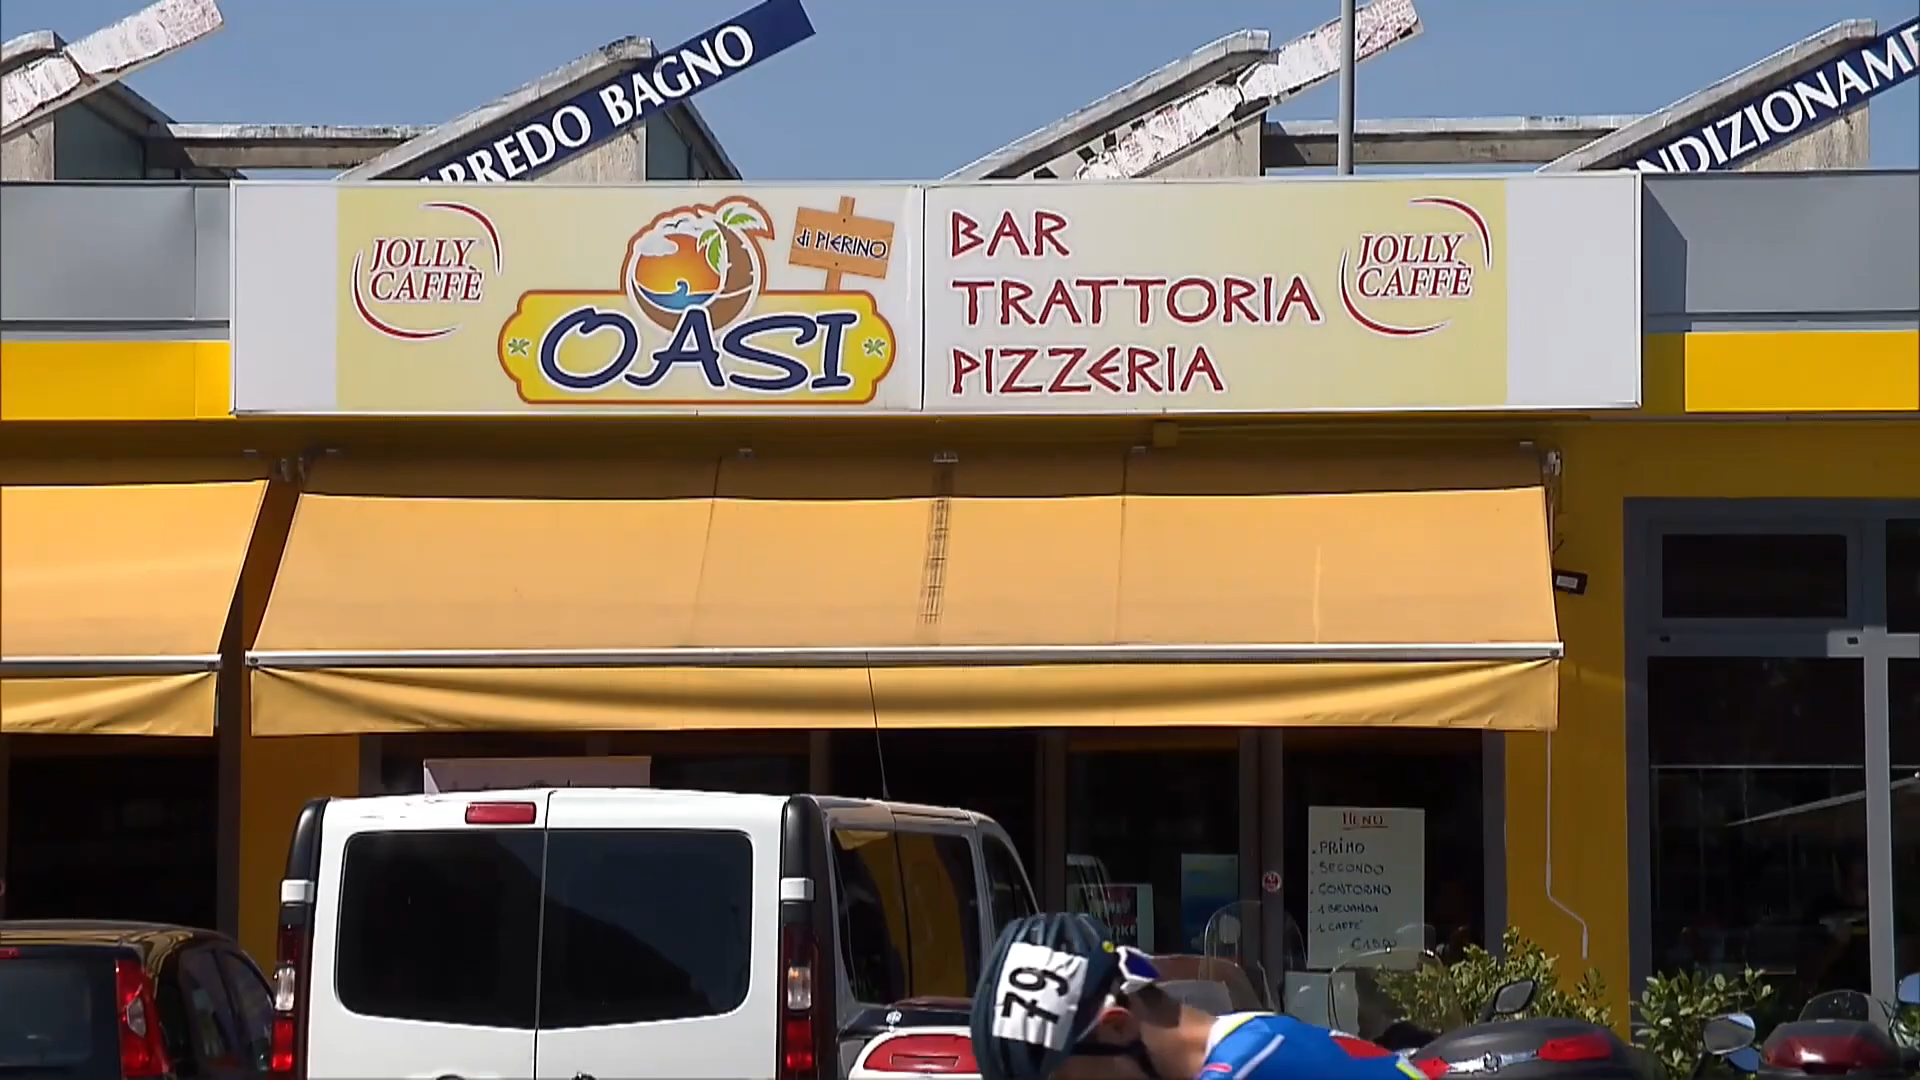 ARREDO BAGNO
NDIZIONAME
JOLLY
CAFFÈ
di PIERINO
OASI
BAR
TRATTORIA
PIZZERIA
JOLLY
CAFFÈ
MENU
. PRIMO
. SECONDO
. CONTORNO
. 1 BEVANDA
. 1 CAFFE'
79